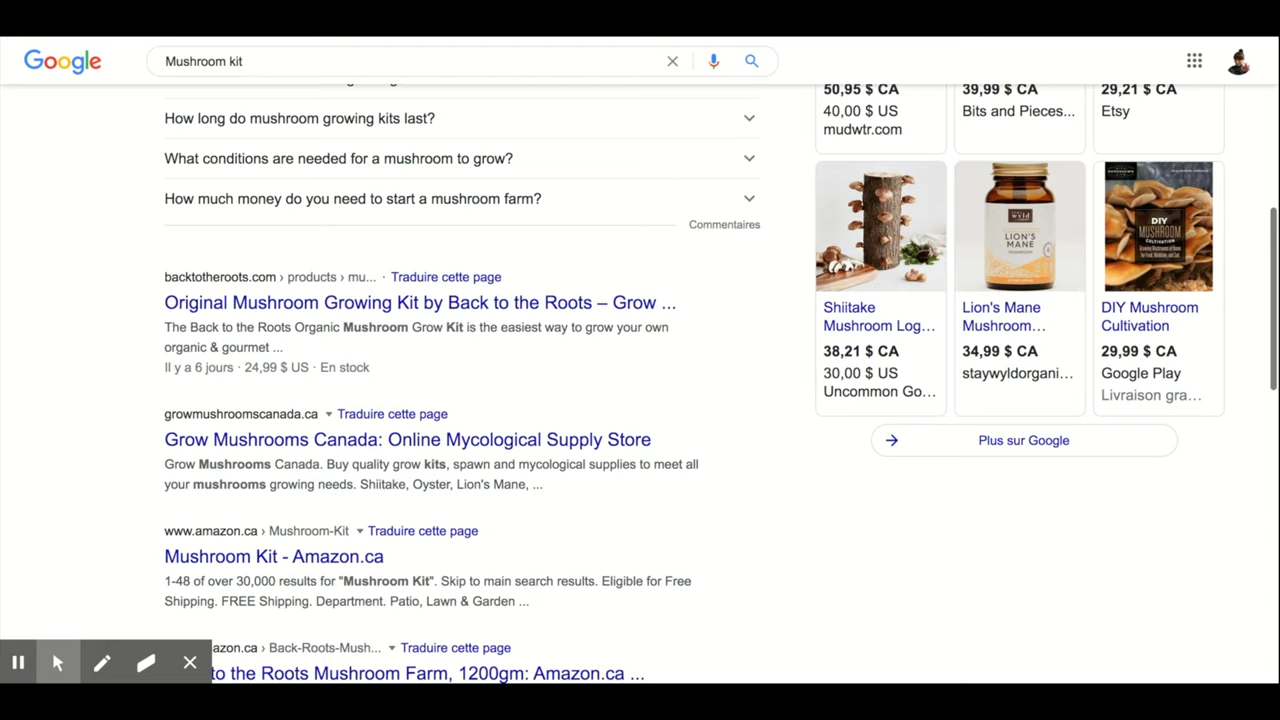 Google
Mushroom kit
How long do mushroom growing kits last?
What conditions are needed for a mushroom to grow?
How much money do you need to start a mushroom farm?
Commentaires
backtotheroots.com › products › mu... · Traduire cette page
Original Mushroom Growing Kit by Back to the Roots – Grow ...
The Back to the Roots Organic Mushroom Grow Kit is the easiest way to grow your own
organic & gourmet ...
Il y a 6 jours · 24,99 $ US · En stock
growmushroomscanada.ca Traduire cette page
Grow Mushrooms Canada: Online Mycological Supply Store
Grow Mushrooms Canada. Buy quality grow kits, spawn and mycological supplies to meet all
your mushrooms growing needs. Shiitake, Oyster, Lion's Mane, ...
www.amazon.ca › Mushroom-Kit Traduire cette page
Mushroom Kit - Amazon.ca
1-48 of over 30,000 results for "Mushroom Kit". Skip to main search results. Eligible for Free
Shipping. FREE Shipping. Department. Patio, Lawn & Garden ...
azon.ca › Back-Roots-Mush... Traduire cette page
to the Roots Mushroom Farm, 1200gm: Amazon.ca ...
50,95 $ CA
40,00 $ US
mudwtr.com
39,99 $ CA
Bits and Pieces...
29,21 $ CA
Etsy
WYLD
LION'S
MANE
MUSHROOM
DIY
MUSHROOM
CULTIVATION
Shiitake
Mushroom Log...
38,21 $ CA
30,00 $ US
Uncommon Go...
Lion's Mane
Mushroom...
34,99 $ CA
staywyldorgani...
DIY Mushroom
Cultivation
29,99 $ CA
Google Play
Livraison gra...
Plus sur Google